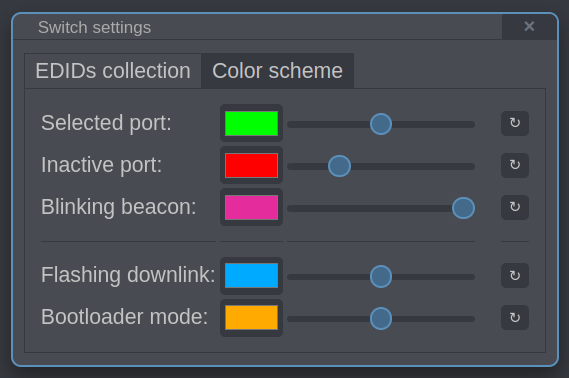 Switch settings
EDIDs collection Color scheme
Selected port: ↻
Inactive port: ↻
Blinking beacon: ↻
Flashing downlink: ↻
Bootloader mode: ↻